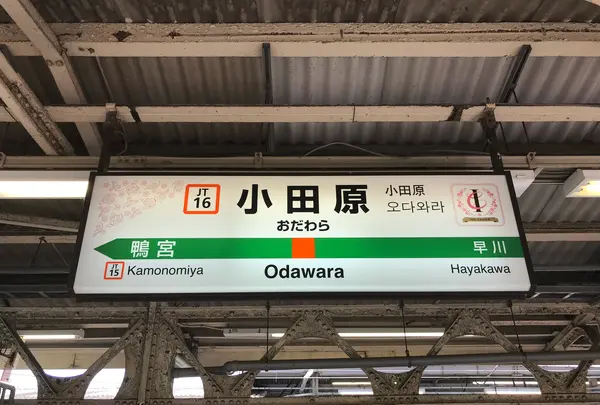 JT
16
小田原
小田原
오다와라
おだわら
鴨宮
早川
JT
15
Kamonomiya
Odawara
Hayakawa